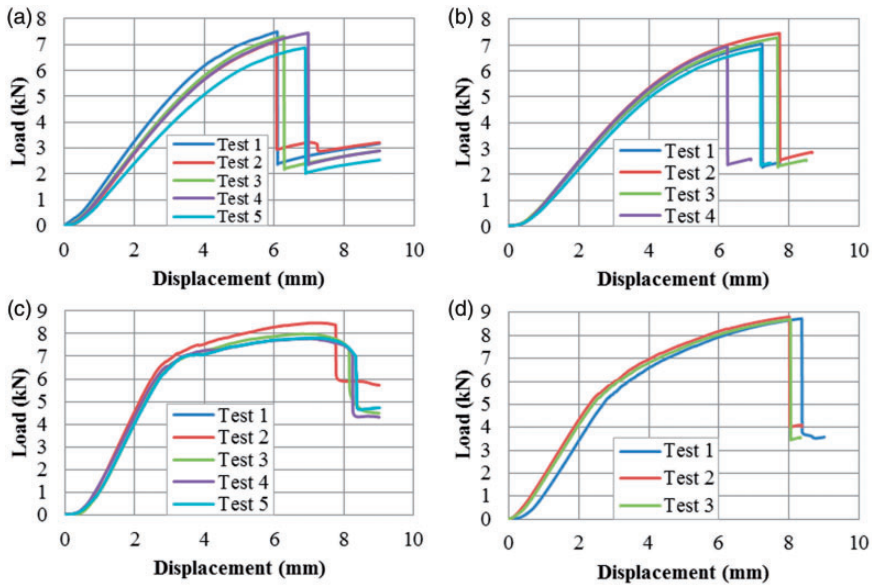 (a)
8
7
6
5
4
3
2
1
0
Load (kN)
Test 1
Test 2
Test 3
Test 4
Test 5
0 2 4 6 8 10
Displacement (mm)
(b)
8
7
6
5
4
3
2
1
0
Load (kN)
Test 1
Test 2
Test 3
Test 4
0 2 4 6 8 10
Displacement (mm)
(c)
9
8
7
6
5
4
3
2
1
0
Load (kN)
Test 1
Test 2
Test 3
Test 4
Test 5
0 2 4 6 8 10
Displacement (mm)
(d)
9
8
7
6
5
4
3
2
1
0
Load (kN)
Test 1
Test 2
Test 3
0 2 4 6 8 10
Displacement (mm)